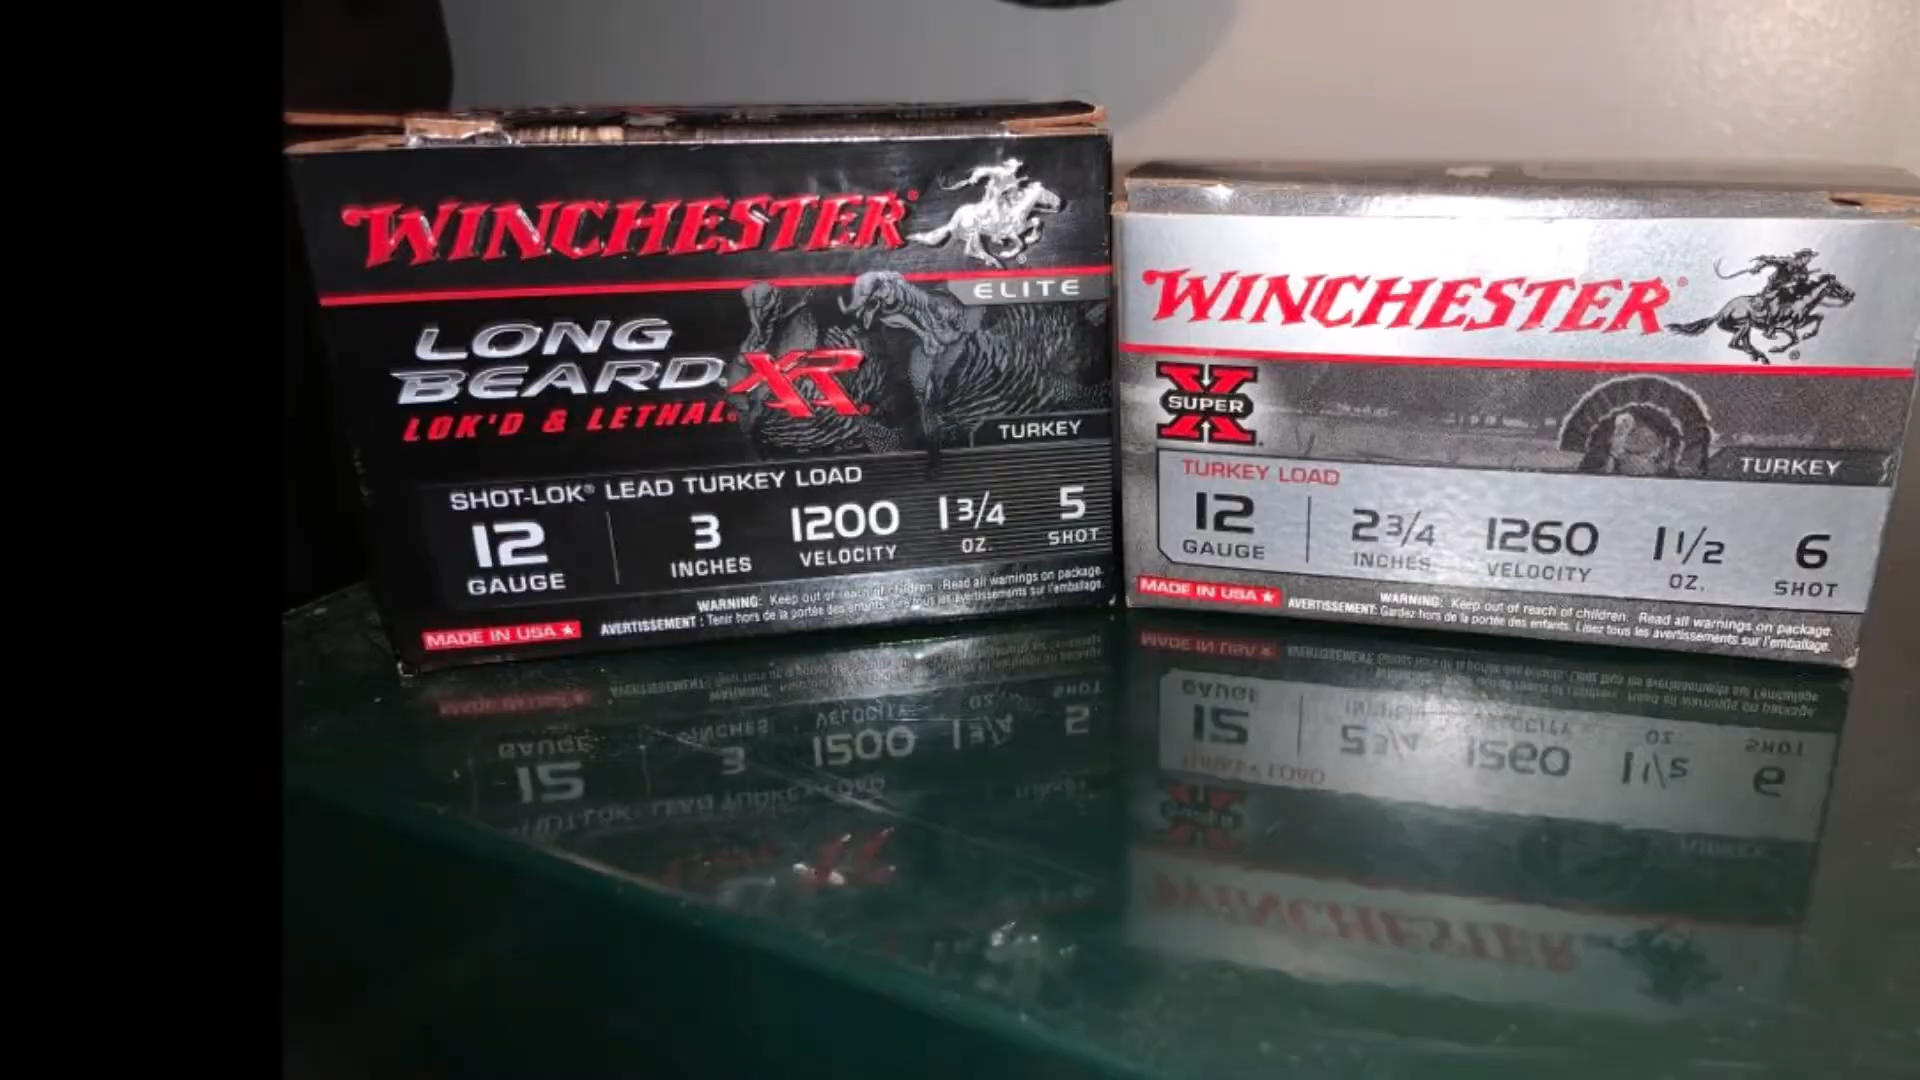 WINCHESTER®
ELITE
LONG
BEARD® XR®
LOK'D & LETHAL®
TURKEY
SHOT-LOK® LEAD TURKEY LOAD
12 GAUGE
3 INCHES
1200 VELOCITY
1 3/4 OZ.
5 SHOT
WARNING: Keep out of reach of children. Read all warnings on package.
AVERTISSEMENT : Tenir hors de la portée des enfants. Lire tous les avertissements sur l'emballage.
MADE IN USA ★
WINCHESTER®
SUPER X
TURKEY
TURKEY LOAD
12 GAUGE
2 3/4 INCHES
1260 VELOCITY
1 1/2 OZ.
6 SHOT
MADE IN USA ★
WARNING: Keep out of reach of children. Read all warnings on package.
AVERTISSEMENT: Gardez hors de la portée des enfants. Lisez tous les avertissements sur l'emballage.